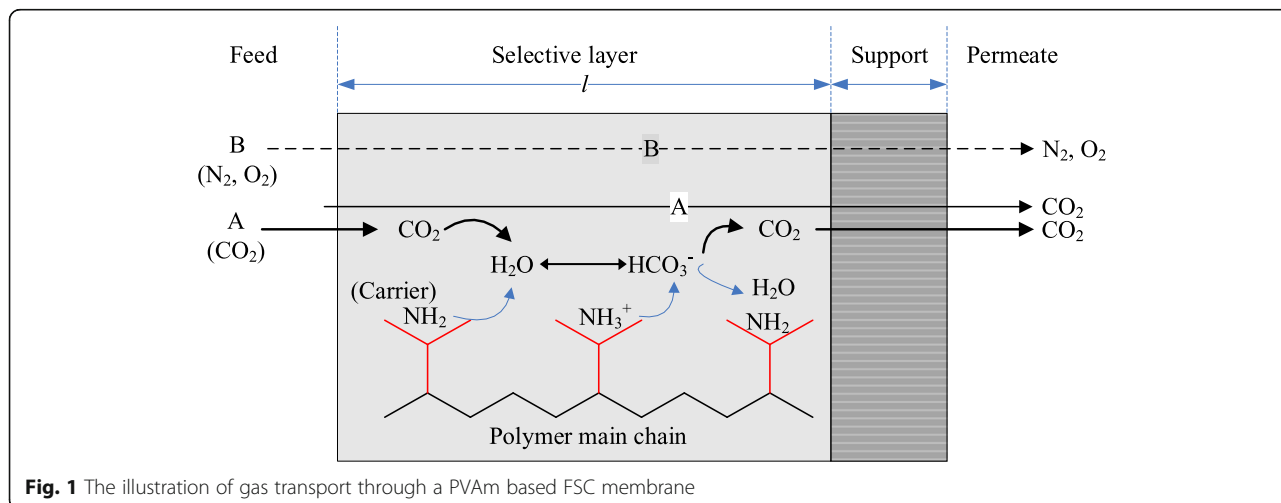 Feed Selective layer Support Permeate
l
B B N₂, O₂
(N₂, O₂)
A CO₂
A CO₂ CO₂ CO₂
(CO₂)
H₂O HCO₃⁻
H₂O
(Carrier)
NH₂ NH₃⁺ NH₂
Polymer main chain
Fig. 1 The illustration of gas transport through a PVAm based FSC membrane